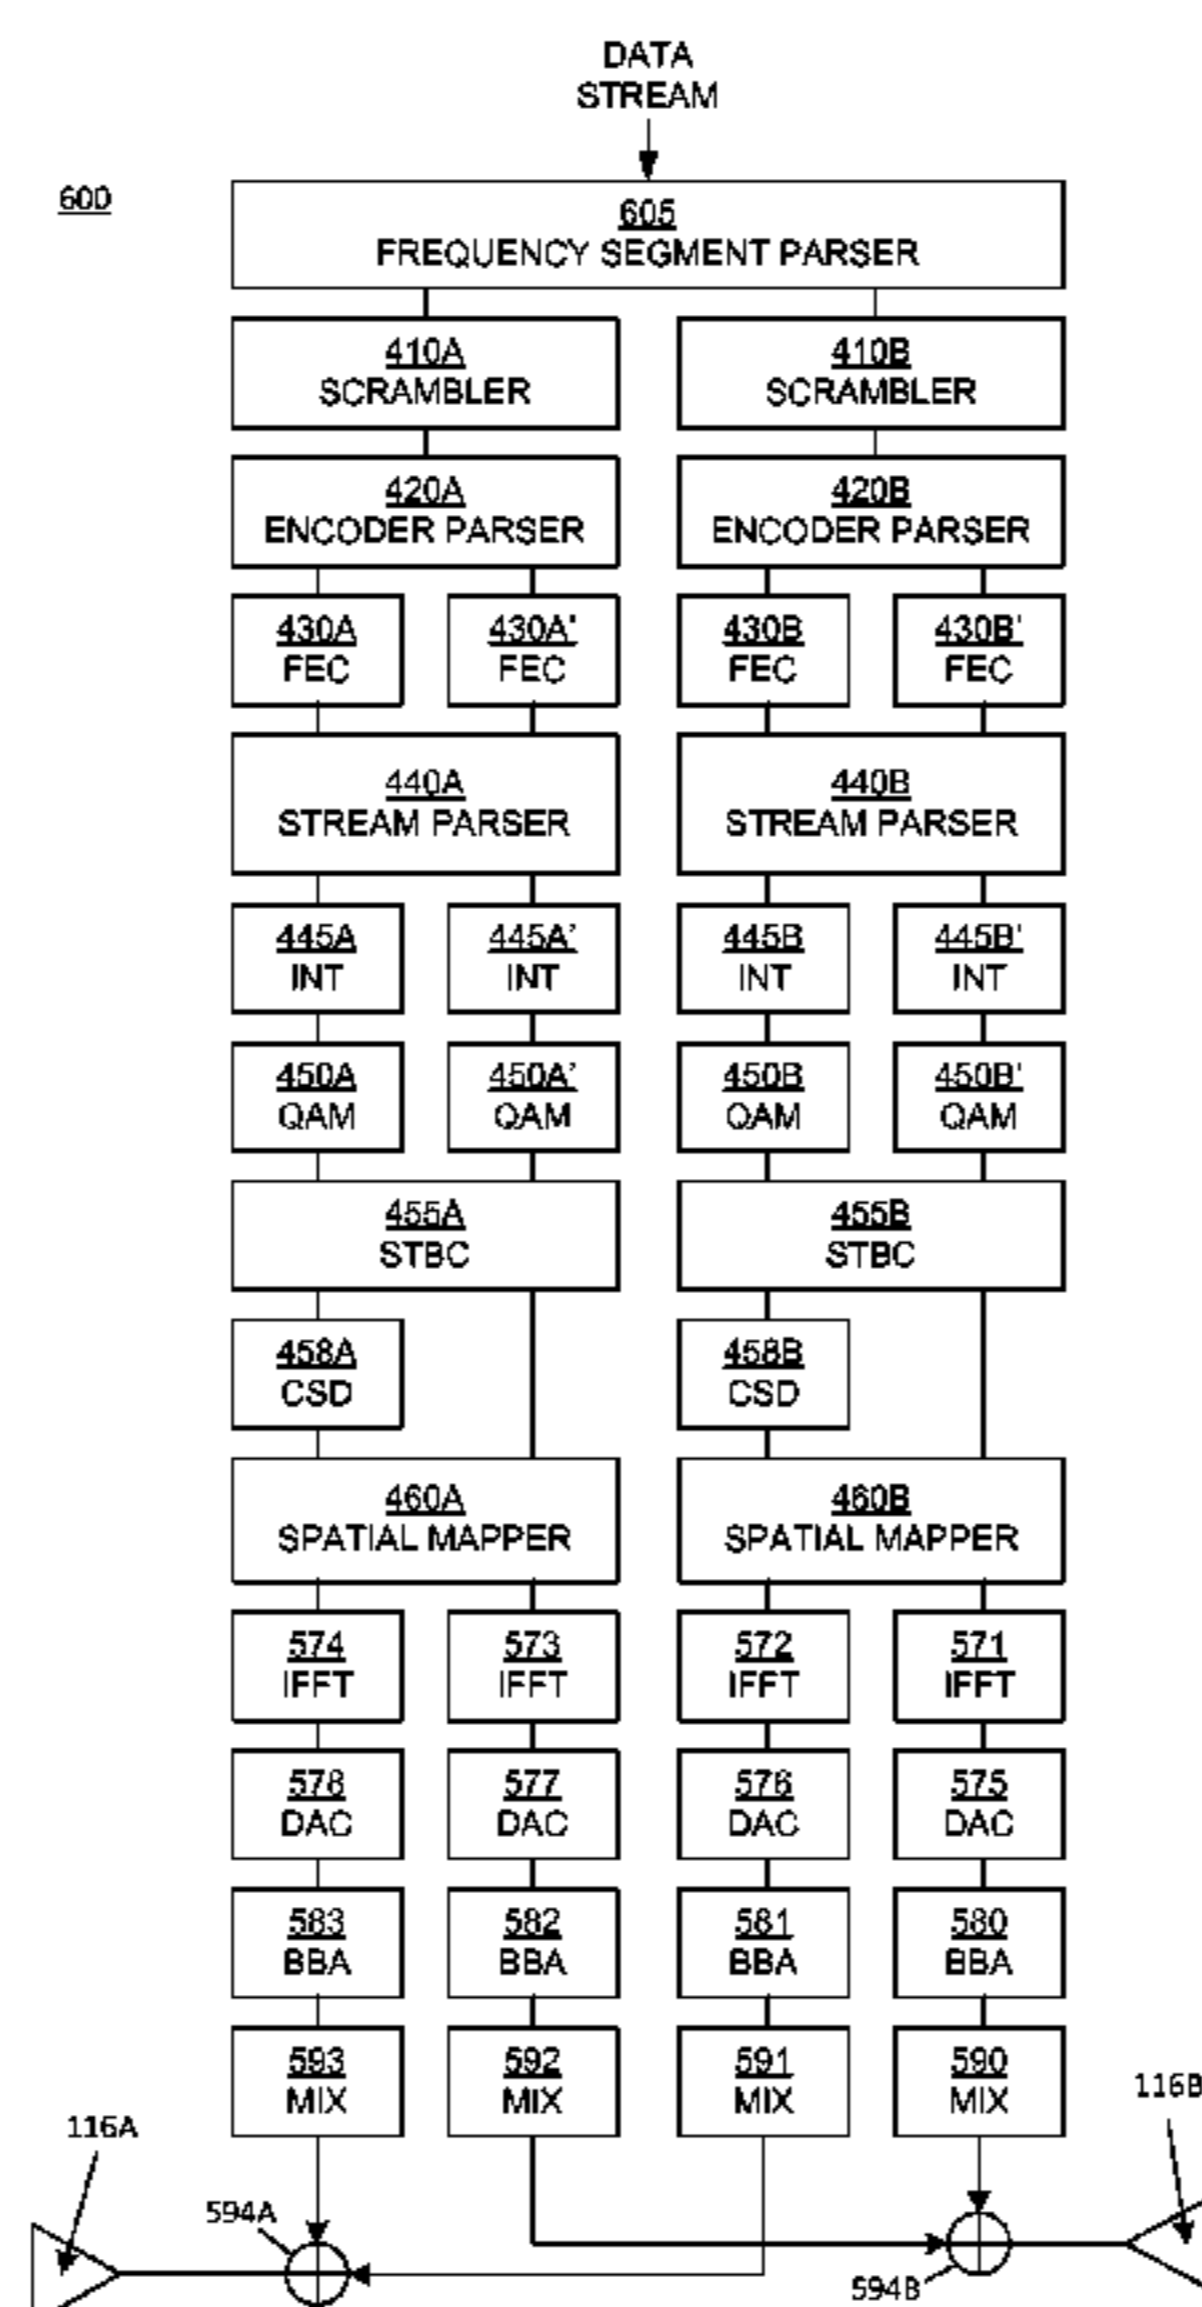 DATA
STREAM
600
605
FREQUENCY SEGMENT PARSER
410A
SCRAMBLER
410B
SCRAMBLER
420A
ENCODER PARSER
420B
ENCODER PARSER
430A
FEC
430A'
FEC
430B
FEC
430B'
FEC
440A
STREAM PARSER
440B
STREAM PARSER
445A
INT
445A'
INT
445B
INT
445B'
INT
450A
QAM
450A'
QAM
450B
QAM
450B'
QAM
455A
STBC
455B
STBC
458A
CSD
458B
CSD
460A
SPATIAL MAPPER
460B
SPATIAL MAPPER
574
IFFT
573
IFFT
572
IFFT
571
IFFT
578
DAC
577
DAC
576
DAC
575
DAC
583
BBA
582
BBA
581
BBA
580
BBA
593
MIX
592
MIX
591
MIX
590
MIX
116A
116B
594A
594B